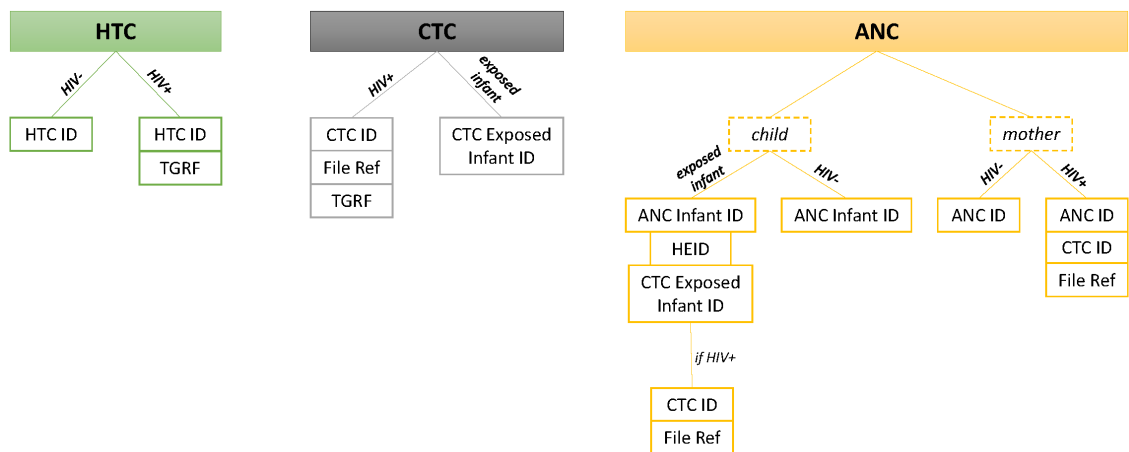 HTC
HIV-
HIV+
HTC ID
HTC ID
TGRF
CTC
HIV+
exposed
infant
CTC ID
File Ref
TGRF
CTC Exposed
Infant ID
ANC
child
mother
exposed
infant
HIV-
HIV-
HIV+
ANC Infant ID
HEID
CTC Exposed
Infant ID
if HIV+
CTC ID
File Ref
ANC Infant ID
ANC ID
ANC ID
CTC ID
File Ref